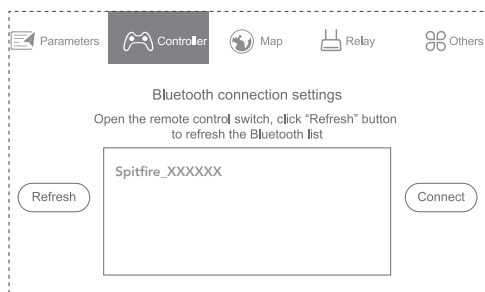 Parameters Controller Map Relay Others
Bluetooth connection settings
Open the remote control switch, click “Refresh” button
to refresh the Bluetooth list
Spitfire_XXXXXX
Refresh Connect